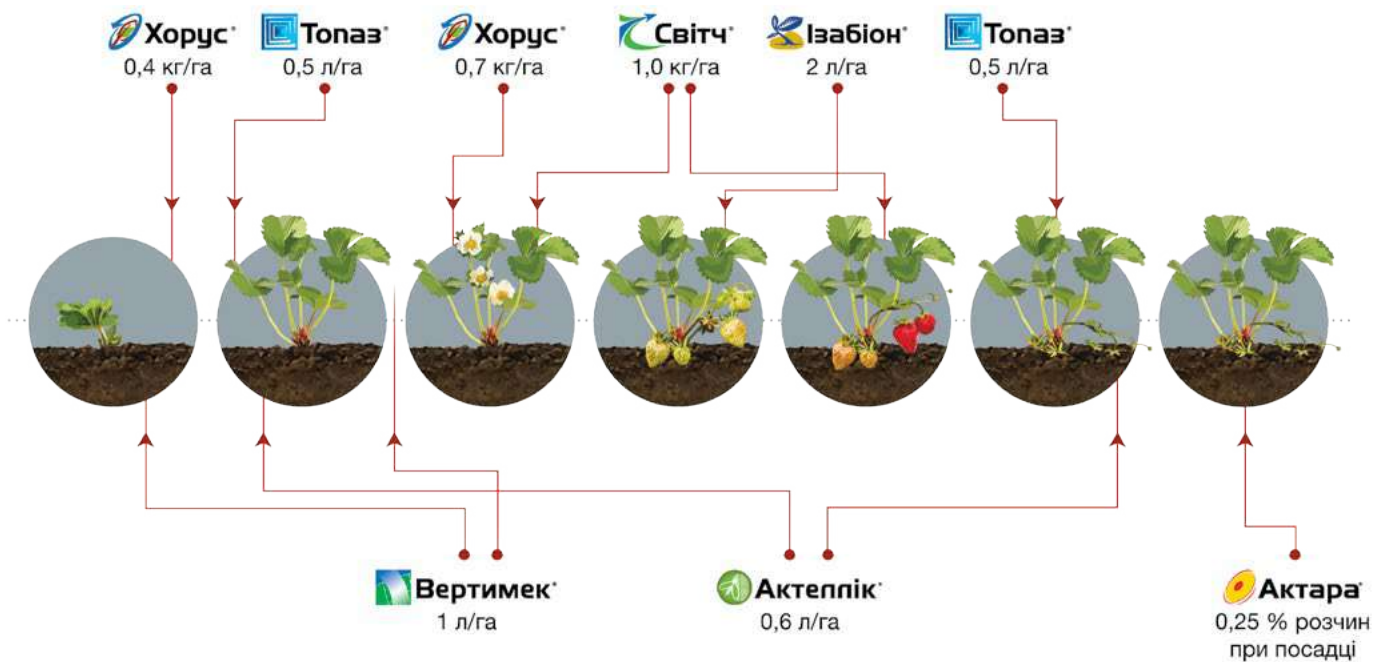 Хорус®
0,4 кг/га
Топаз®
0,5 л/га
Хорус®
0,7 кг/га
Світч®
1,0 кг/га
Ізабіон®
2 л/га
Топаз®
0,5 л/га
Вертимек®
1 л/га
Актеллік®
0,6 л/га
Актара®
0,25 % розчин
при посадці